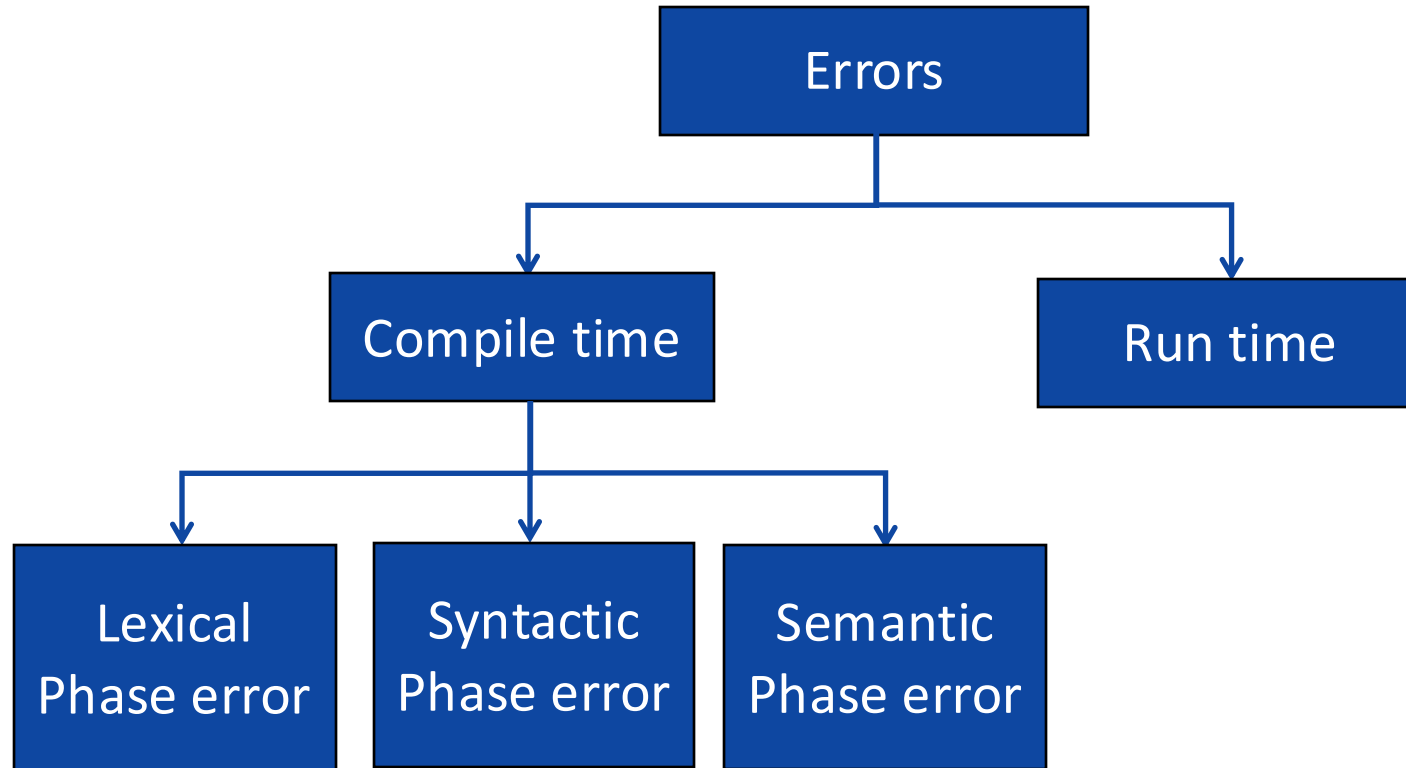 Errors
Compile time
Run time
Lexical
Phase error
Syntactic
Phase error
Semantic
Phase error